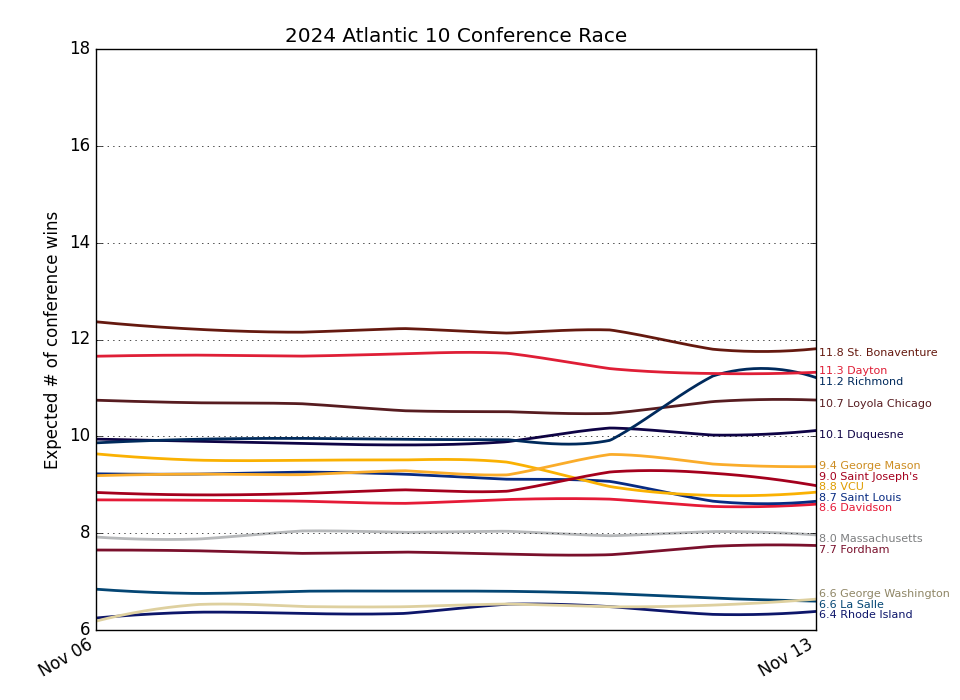 2024 Atlantic 10 Conference Race
Expected # of conference wins
18
16
14
12
10
8
6
Nov 06
Nov 13
11.8 St. Bonaventure
11.3 Dayton
11.2 Richmond
10.7 Loyola Chicago
10.1 Duquesne
9.4 George Mason
9.0 Saint Joseph's
8.8 VCU
8.7 Saint Louis
8.6 Davidson
8.0 Massachusetts
7.7 Fordham
6.6 George Washington
6.6 La Salle
6.4 Rhode Island